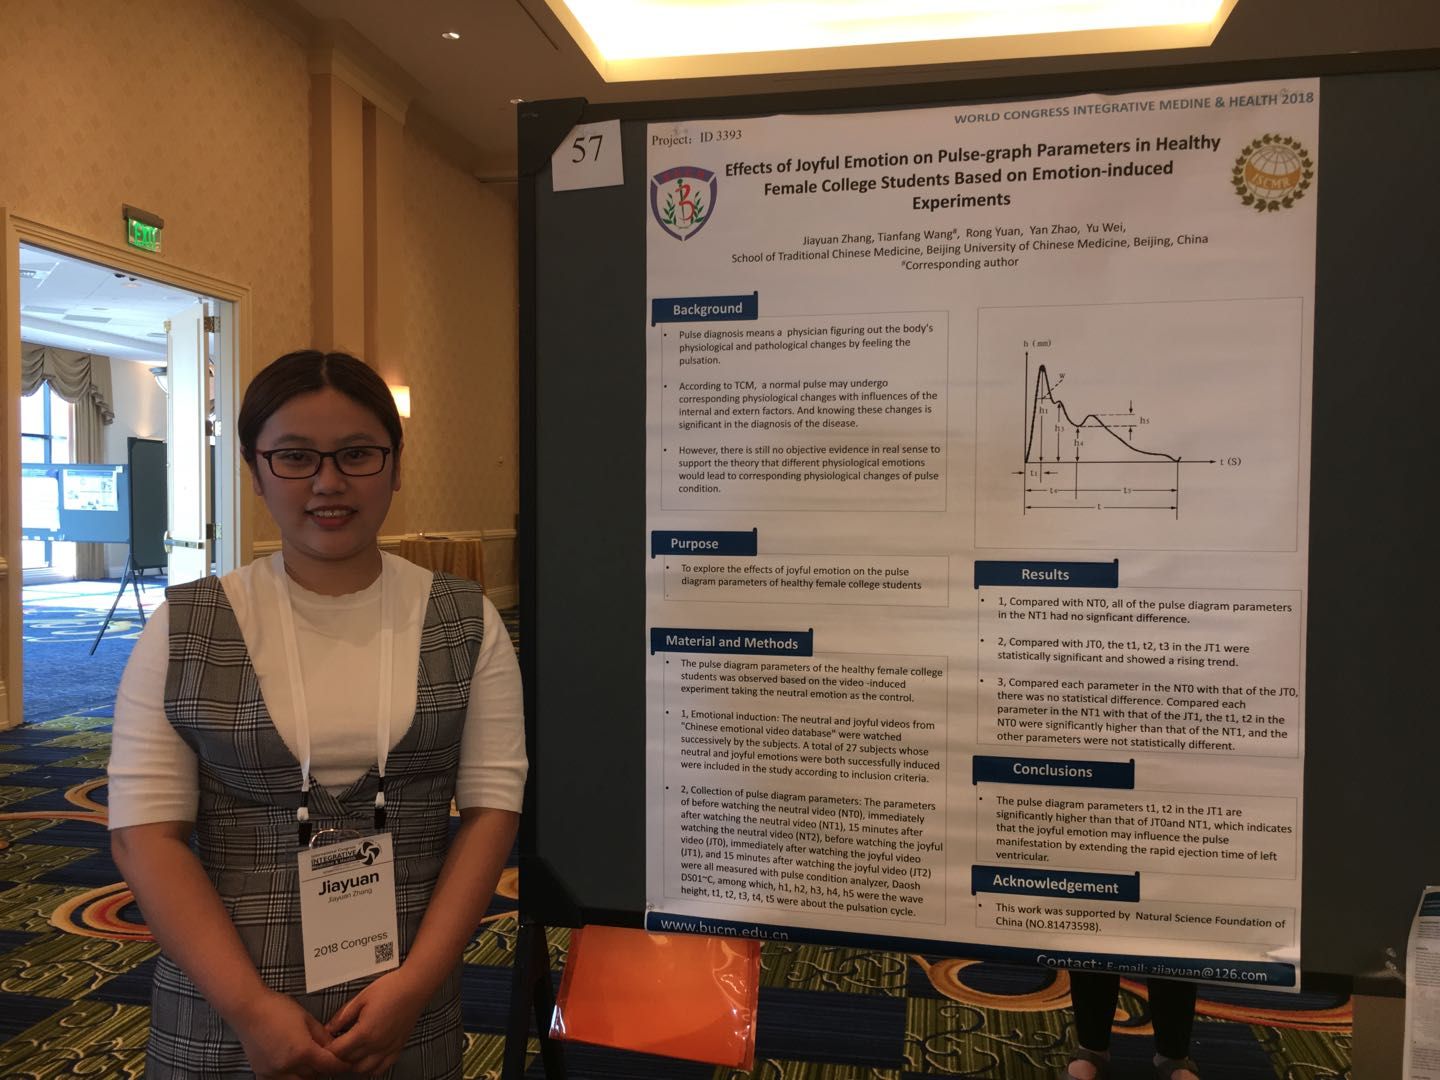 EXIT
57
WORLD CONGRESS INTEGRATIVE MEDINE & HEALTH 2018
Project: ID 3393
Effects of Joyful Emotion on Pulse-graph Parameters in Healthy
Female College Students Based on Emotion-induced
Experiments
ISCMR
Jiayuan Zhang, Tianfang Wang#, Rong Yuan, Yan Zhao, Yu Wei,
School of Traditional Chinese Medicine, Beijing University of Chinese Medicine, Beijing, China
#Corresponding author
Background
• Pulse diagnosis means a physician figuring out the body's
physiological and pathological changes by feeling the
pulsation.
• According to TCM, a normal pulse may undergo
corresponding physiological changes with influences of the
internal and extern factors. And knowing these changes is
significant in the diagnosis of the disease.
• However, there is still no objective evidence in real sense to
support the theory that different physiological emotions
would lead to corresponding physiological changes of pulse
condition.
Purpose
• To explore the effects of joyful emotion on the pulse
diagram parameters of healthy female college students
.
Material and Methods
• The pulse diagram parameters of the healthy female college
students was observed based on the video -induced
experiment taking the neutral emotion as the control.
• 1, Emotional induction: The neutral and joyful videos from
"Chinese emotional video database" were watched
successively by the subjects. A total of 27 subjects whose
neutral and joyful emotions were both successfully induced
were included in the study according to inclusion criteria.
• 2, Collection of pulse diagram parameters: The parameters
of before watching the neutral video (NT0), immediately
after watching the neutral video (NT1), 15 minutes after
watching the neutral video (NT2), before watching the joyful
video (JT0), immediately after watching the joyful video
(JT1), and 15 minutes after watching the joyful video (JT2)
were all measured with pulse condition analyzer, Daosh
DS01~C, among which, h1, h2, h3, h4, h5 were the wave
height, t1, t2, t3, t4, t5 were about the pulsation cycle.
h (mm)
w
h1
h3
h4
h5
t (S)
t1
t4
t5
t
Results
• 1, Compared with NT0, all of the pulse diagram parameters
in the NT1 had no signficant difference.
• 2, Compared with JT0, the t1, t2, t3 in the JT1 were
statistically significant and showed a rising trend.
• 3, Compared each parameter in the NT0 with that of the JT0,
there was no statistical difference. Compared each
parameter in the NT1 with that of the JT1, the t1, t2 in the
NT0 were significantly higher than that of the NT1, and the
other parameters were not statistically different.
Conclusions
• The pulse diagram parameters t1, t2 in the JT1 are
significantly higher than that of JT0and NT1, which indicates
that the joyful emotion may influence the pulse
manifestation by extending the rapid ejection time of left
ventricular.
Acknowledgement
• This work was supported by Natural Science Foundation of
China (NO.81473598).
www.bucm.edu.cn
Contact: E-mail: zjiayuan@126.com
INTEGRATIVE
Jiayuan
Jiayuan Zhang
2018 Congress